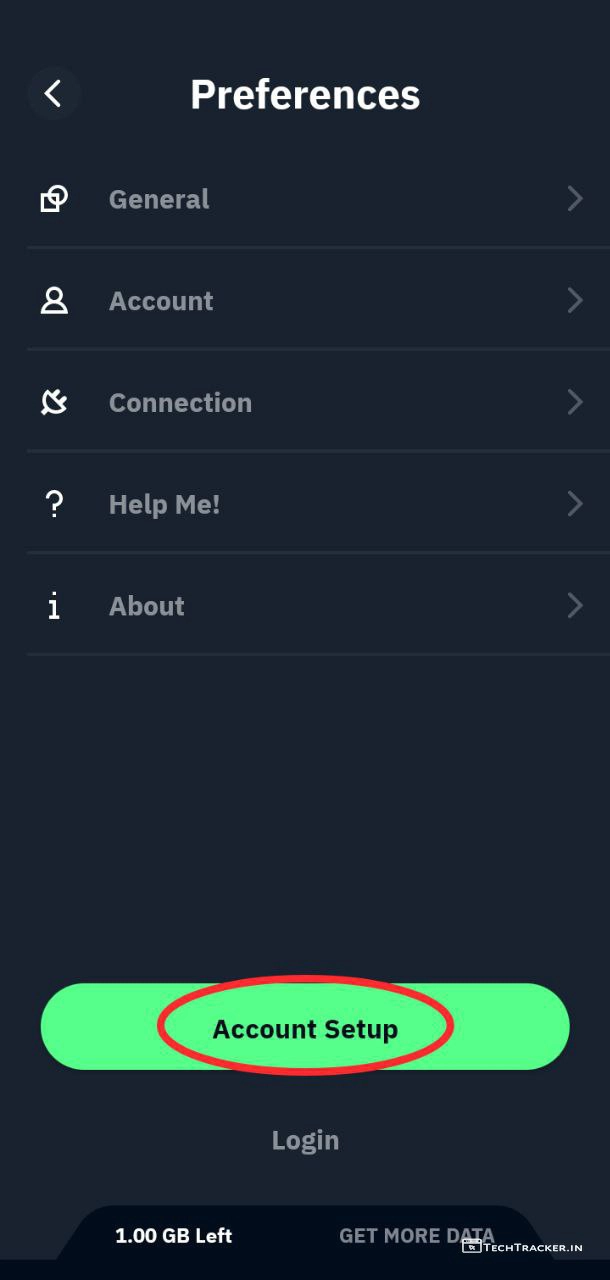 Preferences
General
Account
Connection
Help Me!
About
Account Setup
Login
1.00 GB Left
GET MORE DATA
TechTracker.in